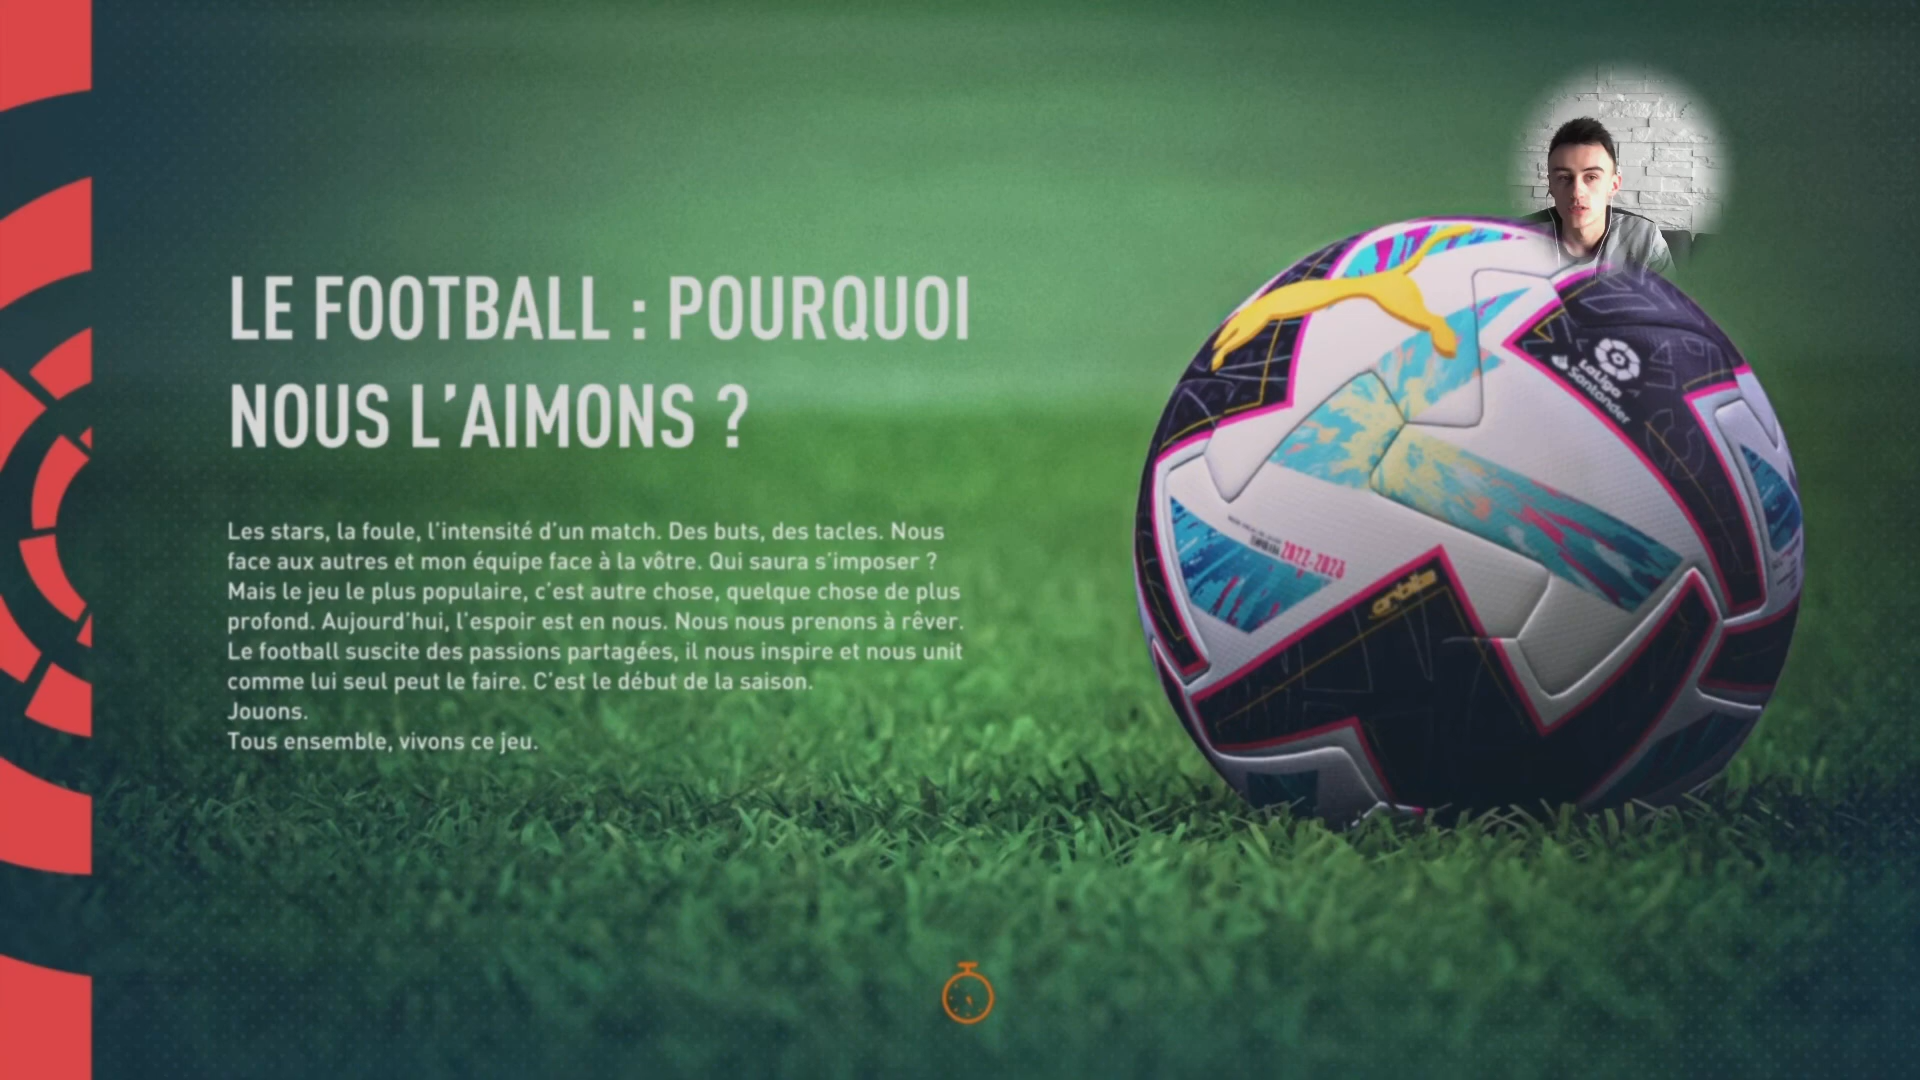 LE FOOTBALL : POURQUOI
NOUS L'AIMONS ?
Les stars, la foule, l'intensité d'un match. Des buts, des tacles. Nous
face aux autres et mon équipe face à la vôtre. Qui saura s'imposer ?
Mais le jeu le plus populaire, c'est autre chose, quelque chose de plus
profond. Aujourd'hui, l'espoir est en nous. Nous nous prenons à rêver.
Le football suscite des passions partagées, il nous inspire et nous unit
comme lui seul peut le faire. C'est le début de la saison.
Jouons.
Tous ensemble, vivons ce jeu.
LaLiga
Santander
2022-2023
orbita